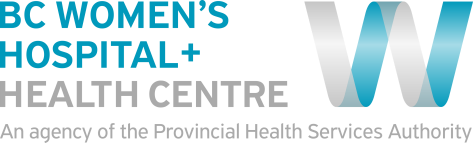 BC WOMEN'S
HOSPITAL+
HEALTH CENTRE
An agency of the Provincial Health Services Authority